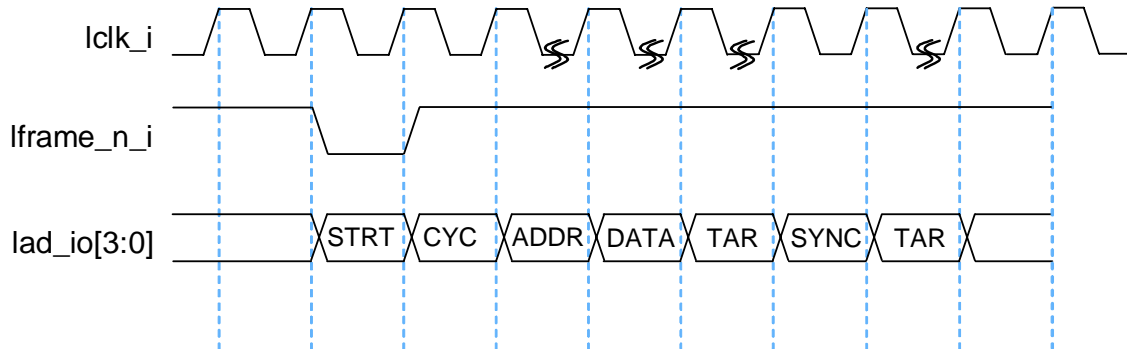 lclk_i
lframe_n_i
lad_io[3:0] STRT CYC ADDR DATA TAR SYNC TAR